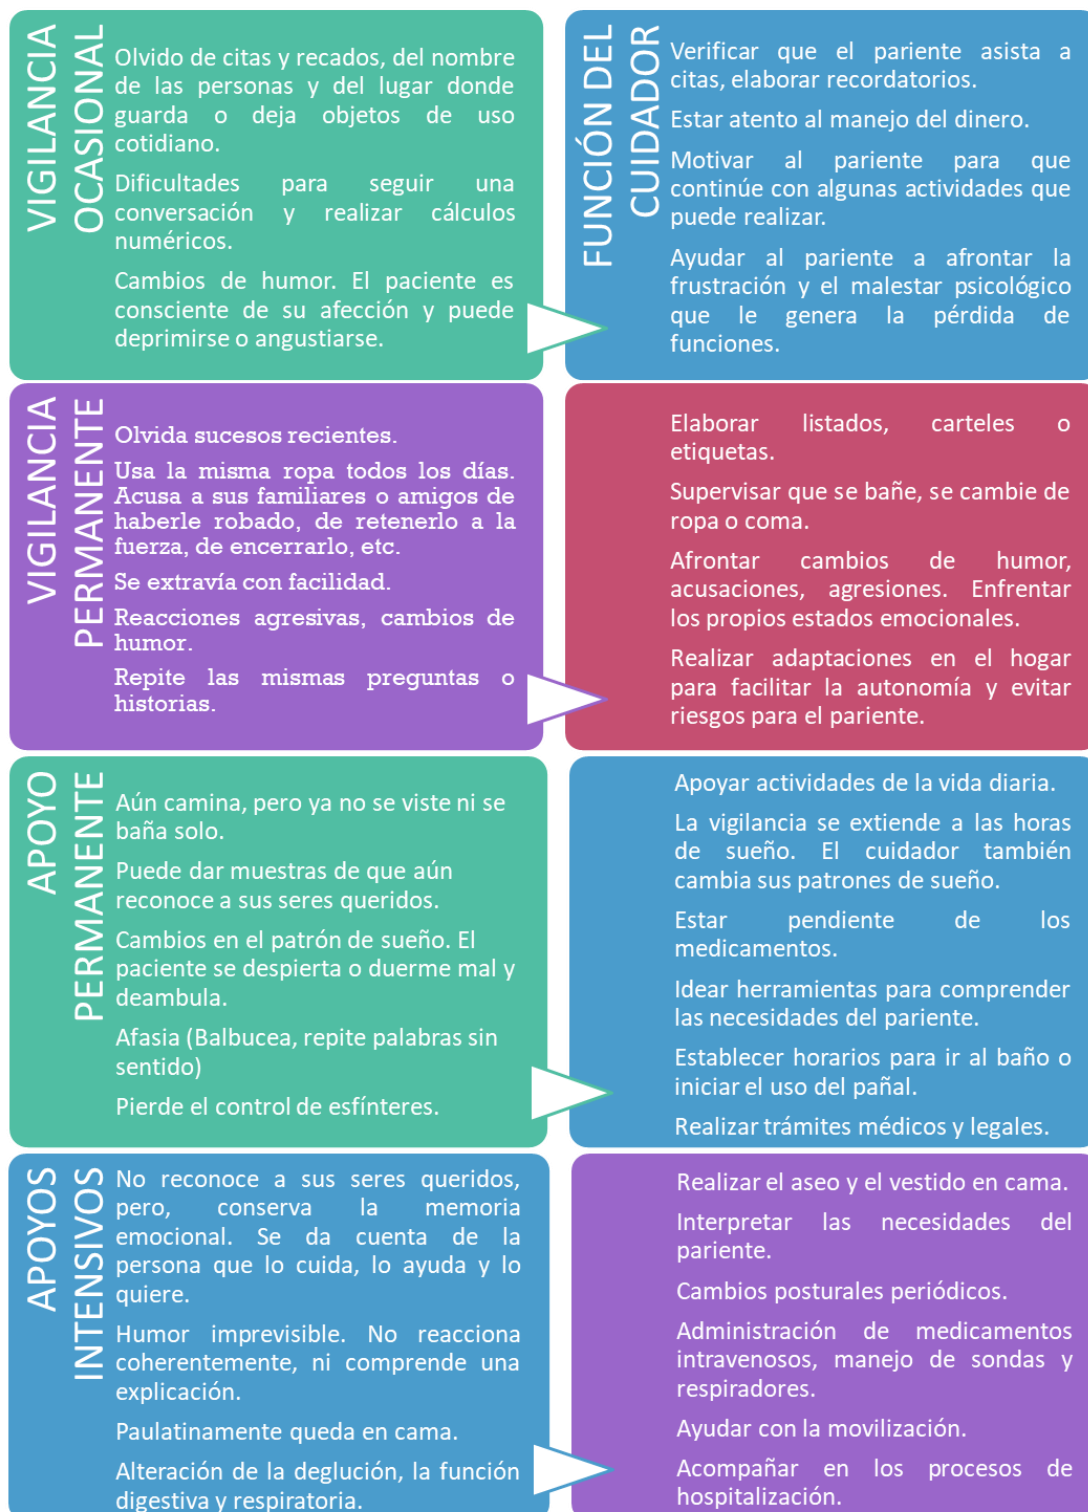 VIGILANCIA
OCASIONAL
Olvido de citas y recados, del nombre
de las personas y del lugar donde
guarda o deja objetos de uso
cotidiano.
Dificultades para seguir una
conversación y realizar cálculos
numéricos.
Cambios de humor. El paciente es
consciente de su afección y puede
deprimirse o angustiarse.
FUNCIÓN DEL
CUIDADOR
Verificar que el pariente asista a
citas, elaborar recordatorios.
Estar atento al manejo del dinero.
Motivar al pariente para que
continúe con algunas actividades que
puede realizar.
Ayudar al pariente a afrontar la
frustración y el malestar psicológico
que le genera la pérdida de
funciones.
VIGILANCIA
PERMANENTE
Olvida sucesos recientes.
Usa la misma ropa todos los días.
Acusa a sus familiares o amigos de
haberle robado, de retenerlo a la
fuerza, de encerrarlo, etc.
Se extravía con facilidad.
Reacciones agresivas, cambios de
humor.
Repite las mismas preguntas o
historias.
Elaborar listados, carteles o
etiquetas.
Supervisar que se bañe, se cambie de
ropa o coma.
Afrontar cambios de humor,
acusaciones, agresiones. Enfrentar
los propios estados emocionales.
Realizar adaptaciones en el hogar
para facilitar la autonomía y evitar
riesgos para el pariente.
APOYO
PERMANENTE
Aún camina, pero ya no se viste ni se
baña solo.
Puede dar muestras de que aún
reconoce a sus seres queridos.
Cambios en el patrón de sueño. El
paciente se despierta o duerme mal y
deambula.
Afasia (Balbucea, repite palabras sin
sentido)
Pierde el control de esfínteres.
Apoyar actividades de la vida diaria.
La vigilancia se extiende a las horas
de sueño. El cuidador también
cambia sus patrones de sueño.
Estar pendiente de los
medicamentos.
Idear herramientas para comprender
las necesidades del pariente.
Establecer horarios para ir al baño o
iniciar el uso del pañal.
Realizar trámites médicos y legales.
APOYOS
INTENSIVOS
No reconoce a sus seres queridos,
pero, conserva la memoria
emocional. Se da cuenta de la
persona que lo cuida, lo ayuda y lo
quiere.
Humor imprevisible. No reacciona
coherentemente, ni comprende una
explicación.
Paulatinamente queda en cama.
Alteración de la deglución, la función
digestiva y respiratoria.
Realizar el aseo y el vestido en cama.
Interpretar las necesidades del
pariente.
Cambios posturales periódicos.
Administración de medicamentos
intravenosos, manejo de sondas y
respiradores.
Ayudar con la movilización.
Acompañar en los procesos de
hospitalización.